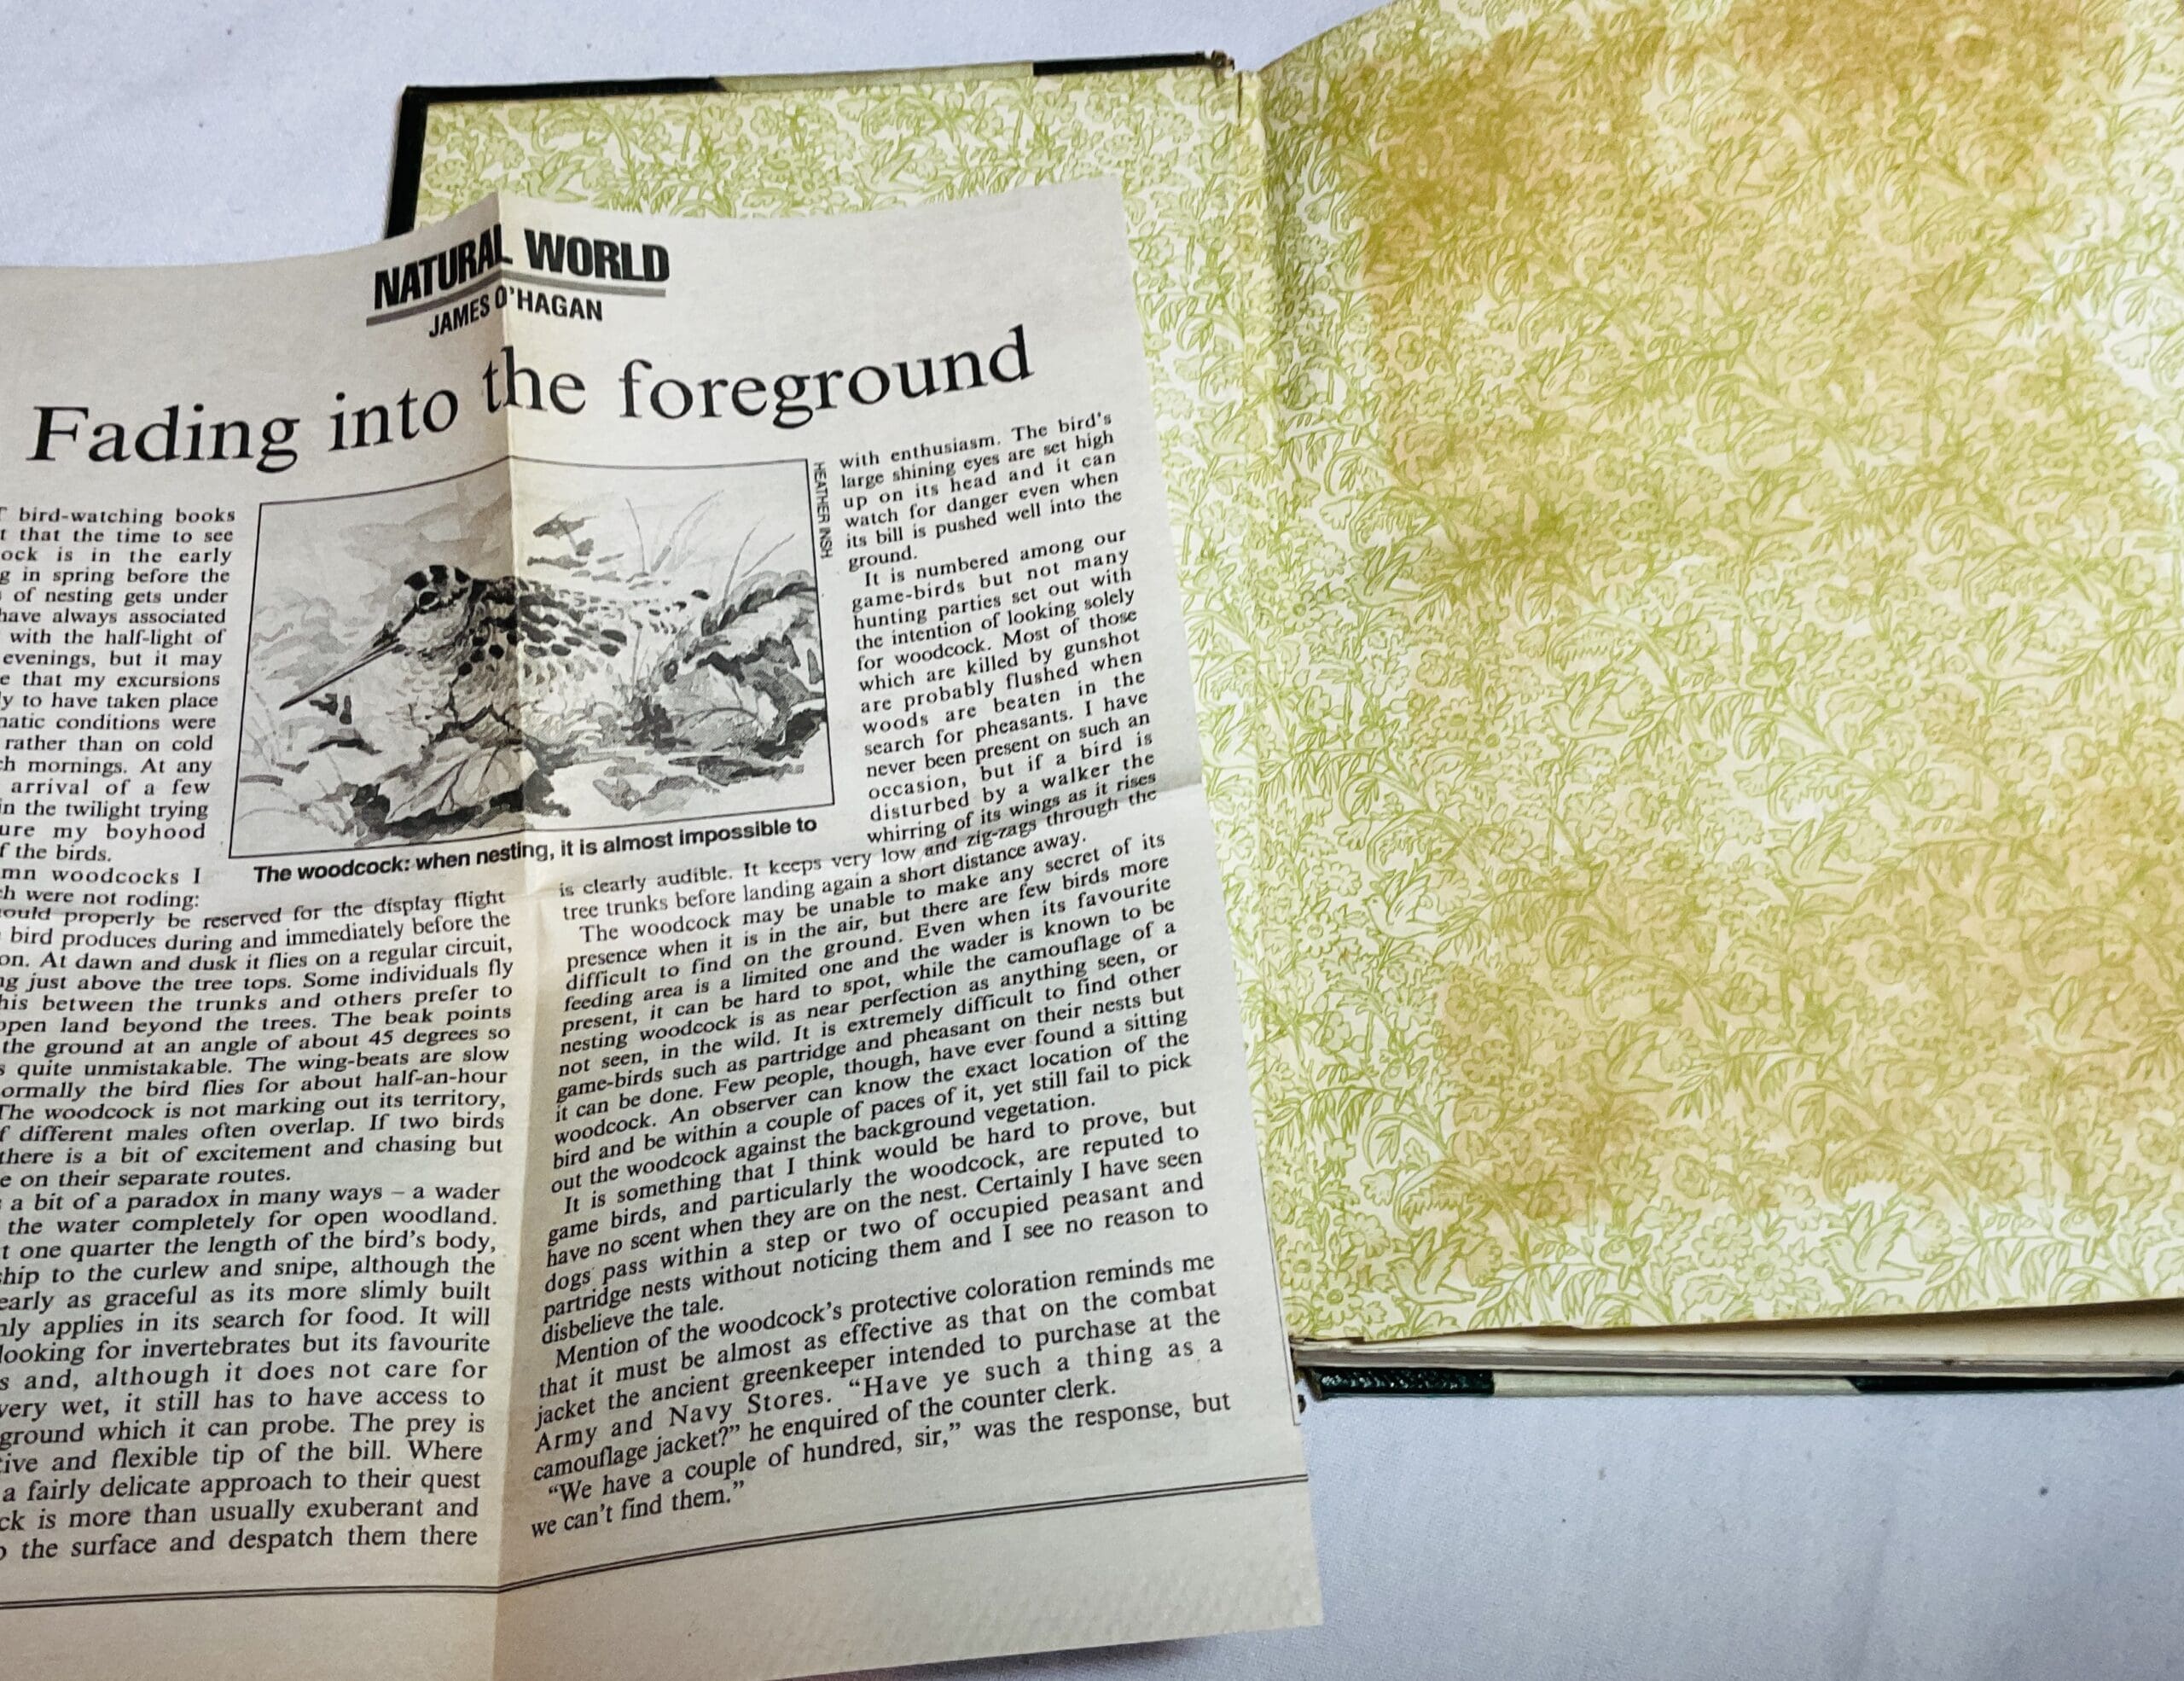 NATURAL WORLD
JAMES O'HAGAN
Fading into the foreground
bird-watching books
that the time to see
ock is in the early
g in spring before the
of nesting gets under
have always associated
with the half-light of
evenings, but it may
e that my excursions
ly to have taken place
natic conditions were
rather than on cold
h mornings. At any
arrival of a few
in the twilight trying
ure my boyhood
f the birds.
mn woodcocks I
ch were not roding:
ould properly be reserved for the display flight
bird produces during and immediately before the
on. At dawn and dusk it flies on a regular circuit,
ng just above the tree tops. Some individuals fly
his between the trunks and others prefer to
open land beyond the trees. The beak points
the ground at an angle of about 45 degrees so
s quite unmistakable. The wing-beats are slow
ormally the bird flies for about half-an-hour
The woodcock is not marking out its territory,
f different males often overlap. If two birds
there is a bit of excitement and chasing but
e on their separate routes.
a bit of a paradox in many ways – a wader
the water completely for open woodland.
t one quarter the length of the bird's body,
ship to the curlew and snipe, although the
early as graceful as its more slimly built
nly applies in its search for food. It will
looking for invertebrates but its favourite
s and, although it does not care for
very wet, it still has to have access to
ground which it can probe. The prey is
tive and flexible tip of the bill. Where
a fairly delicate approach to their quest
ck is more than usually exuberant and
o the surface and despatch them there
HEATHER INSH
The woodcock: when nesting, it is almost impossible to
with enthusiasm. The bird's
large shining eyes are set high
up on its head and it can
watch for danger even when
its bill is pushed well into the
ground.
It is numbered among our
game-birds but not many
hunting parties set out with
the intention of looking solely
for woodcock. Most of those
which are killed by gunshot
are probably flushed when
woods are beaten in the
search for pheasants. I have
never been present on such an
occasion, but if a bird is
disturbed by a walker the
whirring of its wings as it rises
is clearly audible. It keeps very low and zig-zags through the
tree trunks before landing again a short distance away.
The woodcock may be unable to make any secret of its
presence when it is in the air, but there are few birds more
difficult to find on the ground. Even when its favourite
feeding area is a limited one and the wader is known to be
present, it can be hard to spot, while the camouflage of a
nesting woodcock is as near perfection as anything seen, or
not seen, in the wild. It is extremely difficult to find other
game-birds such as partridge and pheasant on their nests but
it can be done. Few people, though, have ever found a sitting
woodcock. An observer can know the exact location of the
bird and be within a couple of paces of it, yet still fail to pick
out the woodcock against the background vegetation.
It is something that I think would be hard to prove, but
game birds, and particularly the woodcock, are reputed to
have no scent when they are on the nest. Certainly I have seen
dogs pass within a step or two of occupied peasant and
partridge nests without noticing them and I see no reason to
disbelieve the tale.
Mention of the woodcock's protective coloration reminds me
that it must be almost as effective as that on the combat
jacket the ancient greenkeeper intended to purchase at the
Army and Navy Stores. “Have ye such a thing as a
camouflage jacket?” he enquired of the counter clerk.
“We have a couple of hundred, sir,” was the response, but
we can't find them.”